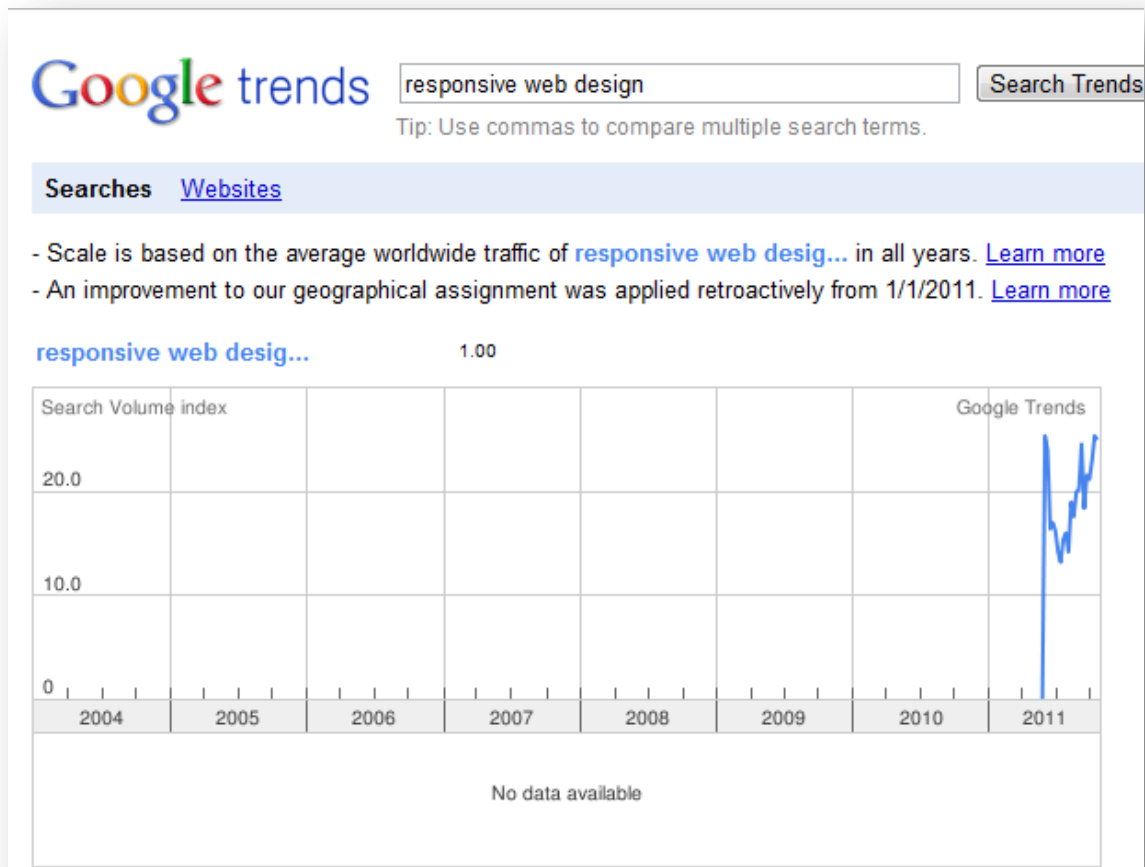 Google trends
responsive web design
Search Trends
Tip: Use commas to compare multiple search terms.
Searches Websites
- Scale is based on the average worldwide traffic of responsive web desig... in all years. Learn more
- An improvement to our geographical assignment was applied retroactively from 1/1/2011. Learn more
responsive web desig... 1.00
Search Volume index Google Trends
20.0
10.0
0
2004 2005 2006 2007 2008 2009 2010 2011
No data available